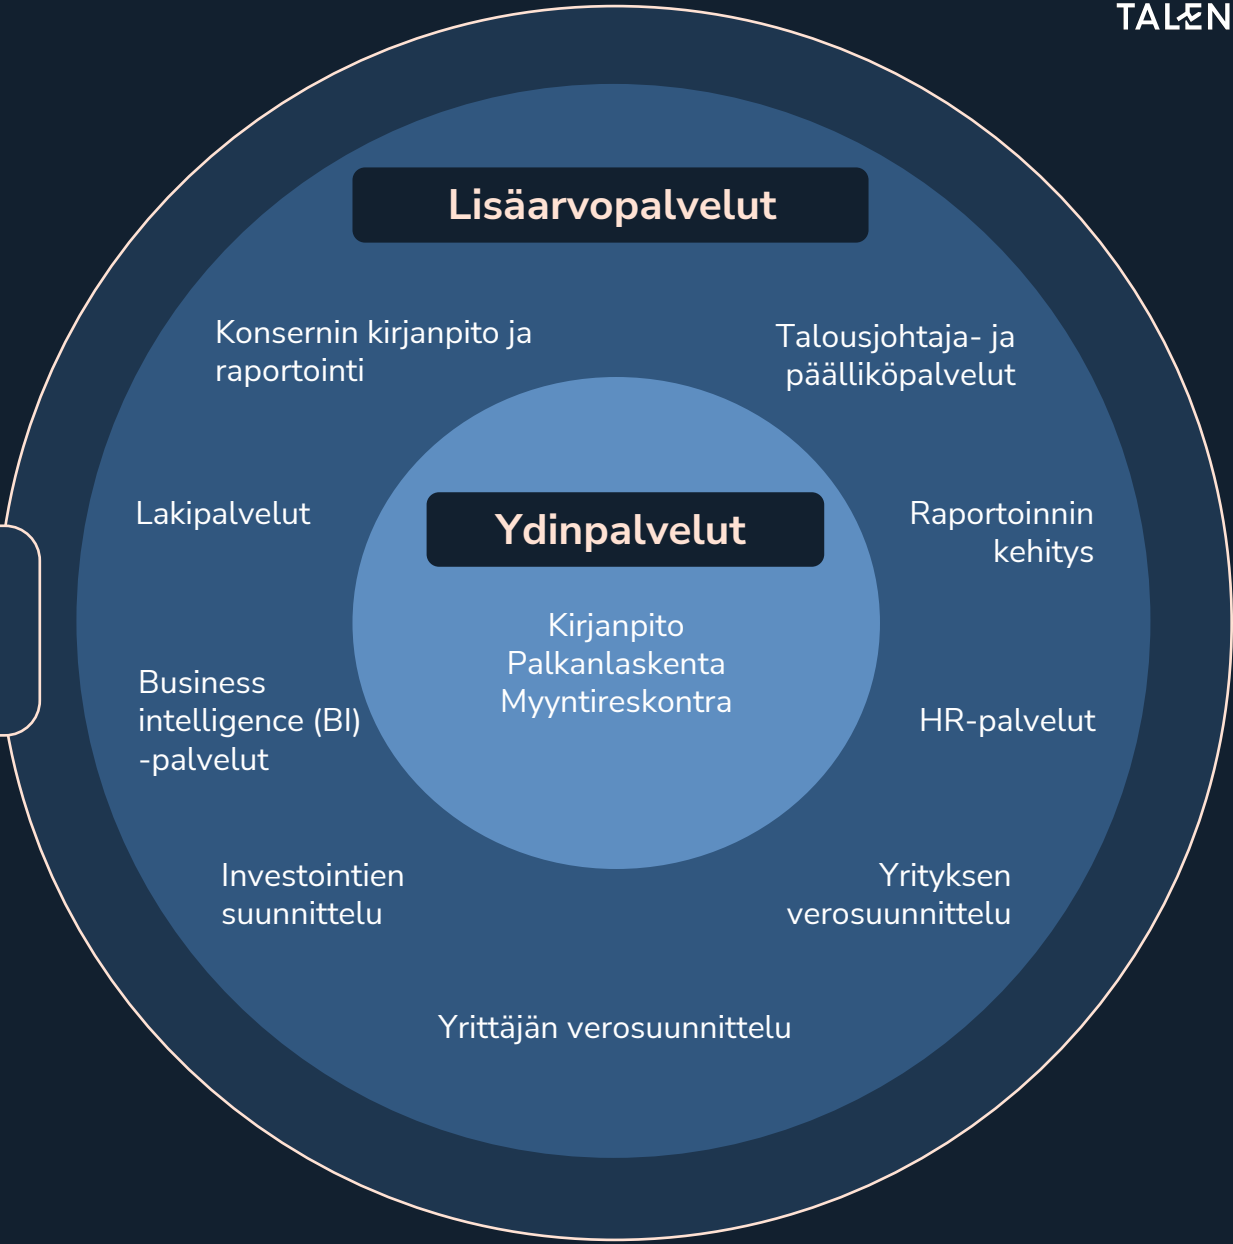 TALEN
Lisäarvopalvelut
Konsernin kirjanpito ja
raportointi
Talousjohtaja- ja
päälliköpalvelut
Lakipalvelut
Raportoinnin
kehitys
Ydinpalvelut
Kirjanpito
Palkanlaskenta
Myyntireskontra
Business
intelligence (BI)
-palvelut
HR-palvelut
Investointien
suunnittelu
Yrityksen
verosuunnittelu
Yrittäjän verosuunnittelu